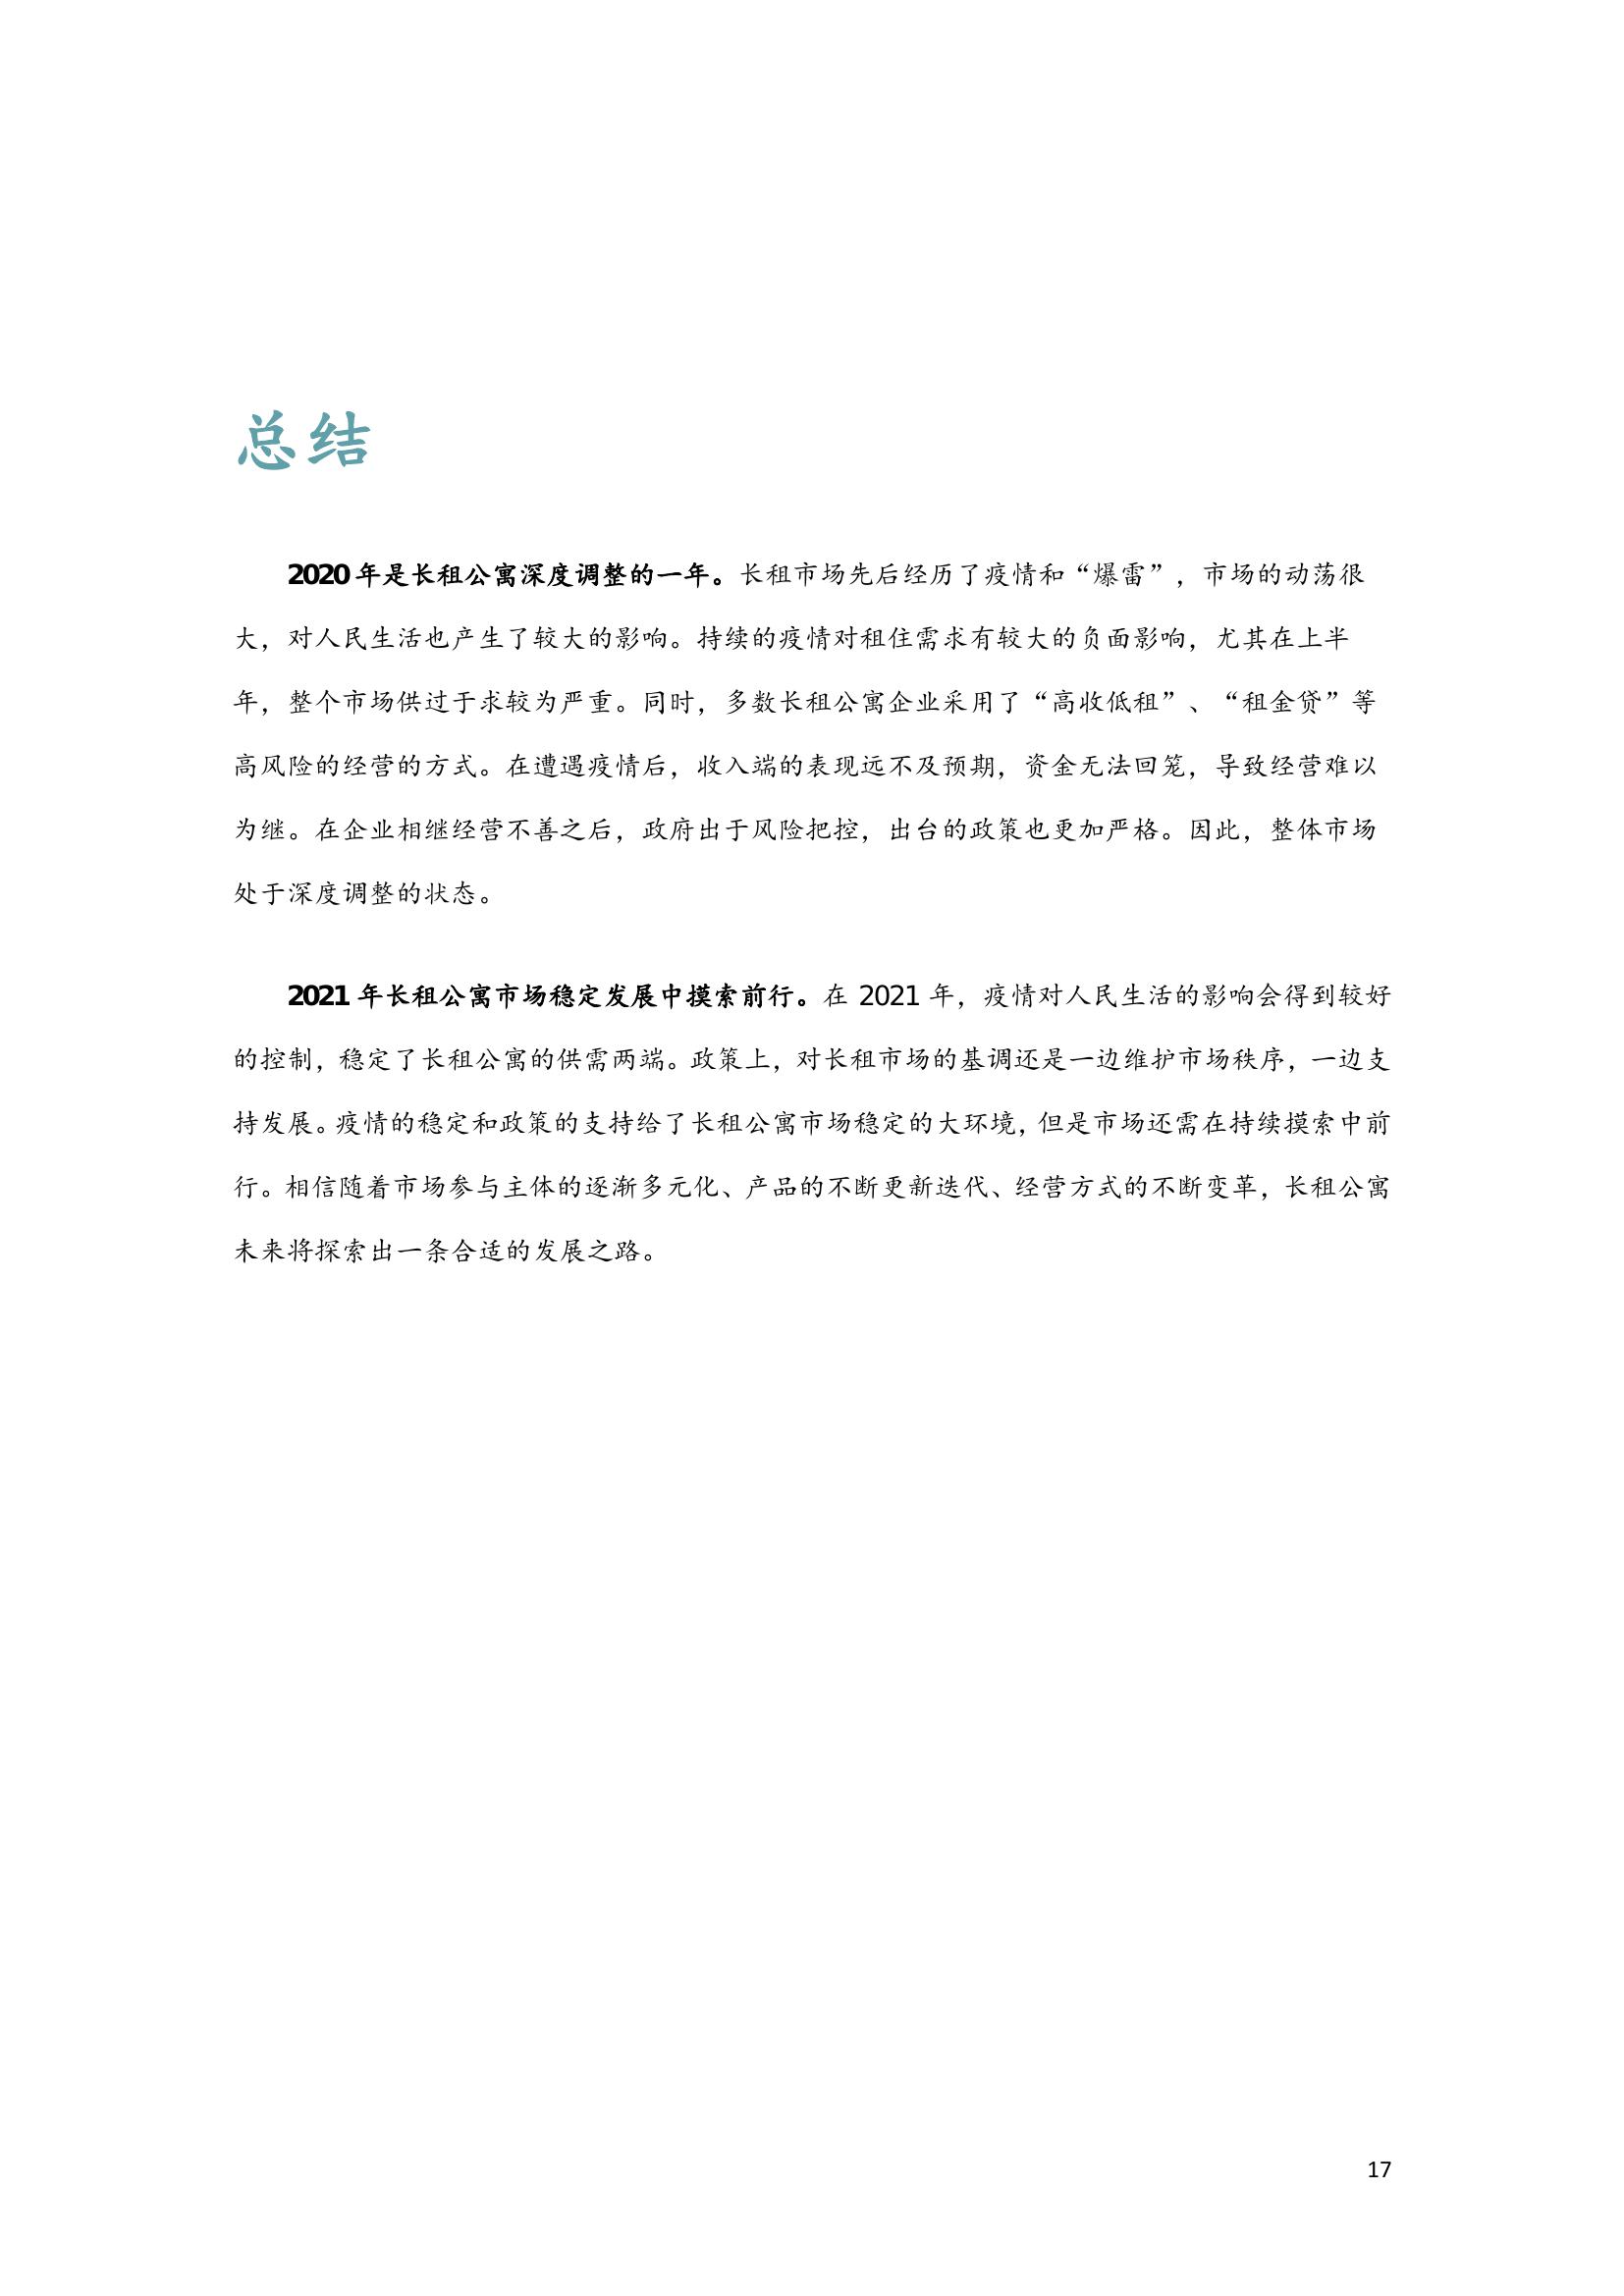 总结
2020 年是长租公寓深度调整的一年。长租市场先后经历了疫情和“爆雷”，市场的动荡很
大，对人民生活也产生了较大的影响。持续的疫情对租住需求有较大的负面影响，尤其在上半
年，整个市场供过于求较为严重。同时，多数长租公寓企业采用了“高收低租”、“租金贷”等
高风险的经营的方式。在遭遇疫情后，收入端的表现远不及预期，资金无法回笼，导致经营难以
为继。在企业相继经营不善之后，政府出于风险把控，出台的政策也更加严格。因此，整体市场
处于深度调整的状态。
2021 年长租公寓市场稳定发展中摸索前行。在 2021 年，疫情对人民生活的影响会得到较好
的控制，稳定了长租公寓的供需两端。政策上，对长租市场的基调还是一边维护市场秩序，一边支
持发展。疫情的稳定和政策的支持给了长租公寓市场稳定的大环境，但是市场还需在持续摸索中前
行。相信随着市场参与主体的逐渐多元化、产品的不断更新迭代、经营方式的不断变革，长租公寓
未来将探索出一条合适的发展之路。
17